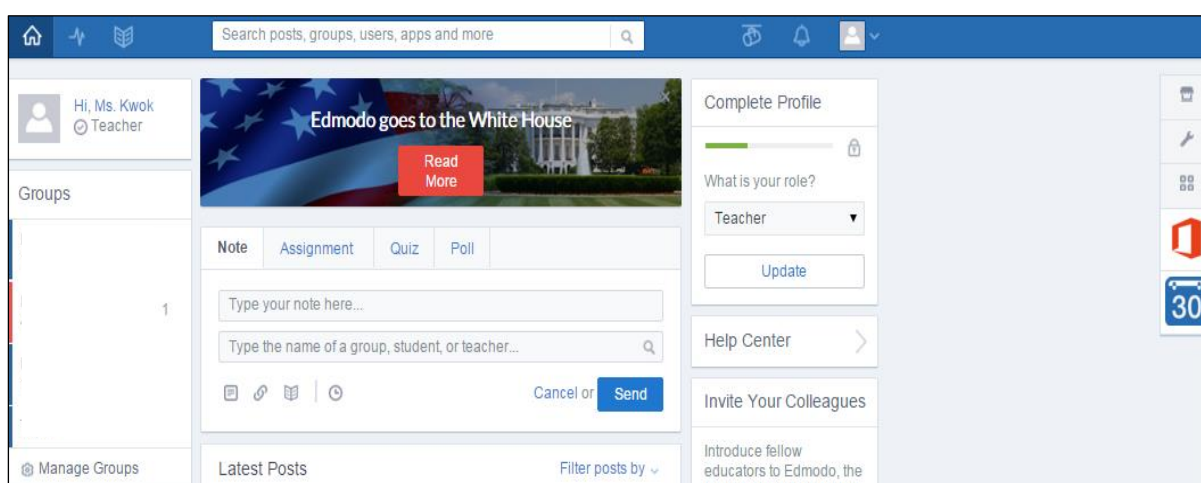 Search posts, groups, users, apps and more
Hi, Ms. Kwok
Teacher
Groups
1
Manage Groups
Edmodo goes to the White House
Read
More
Note Assignment Quiz Poll
Type your note here...
Type the name of a group, student, or teacher...
Cancel or Send
Latest Posts Filter posts by
Complete Profile
What is your role?
Teacher
Update
Help Center
Invite Your Colleagues
Introduce fellow
educators to Edmodo, the
30